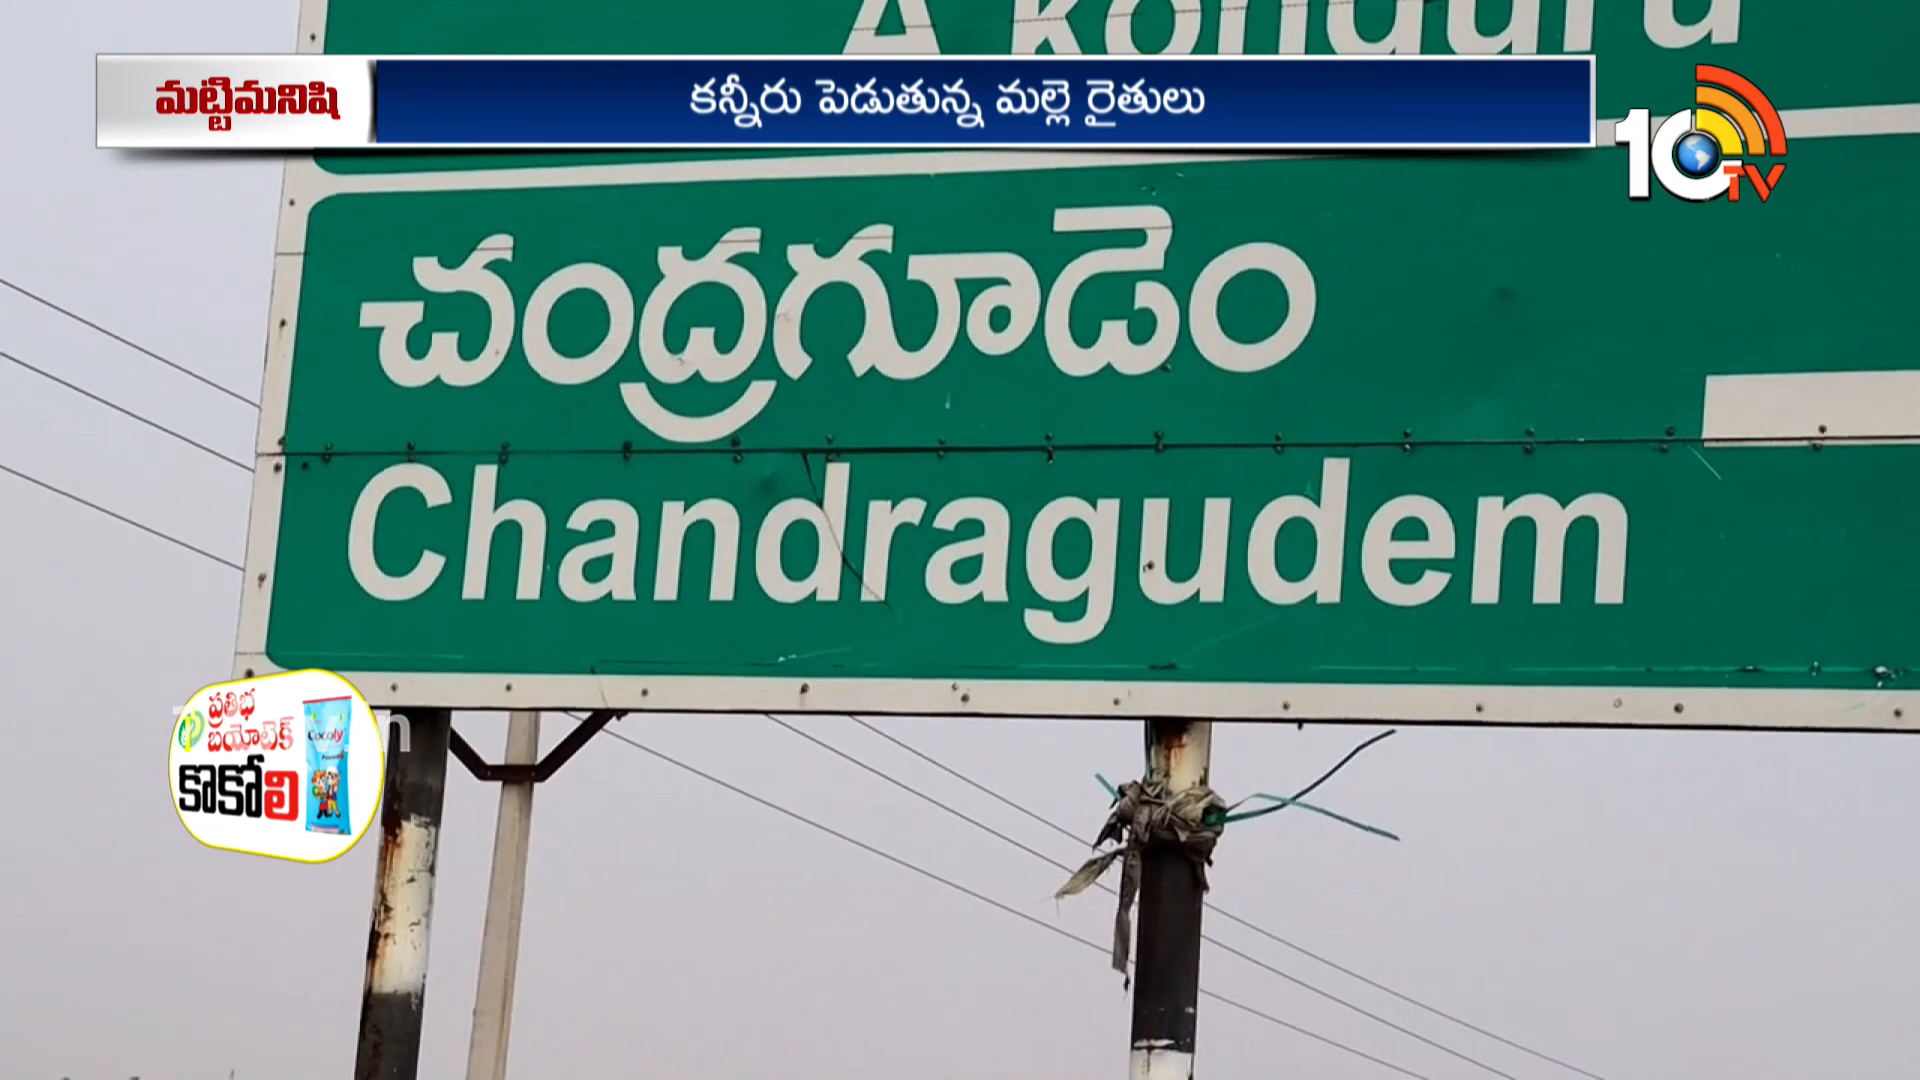 A Konduru
మట్టిమనిషి
కన్నీరు పెడుతున్న మల్లె రైతులు
10TV
చంద్రగూడెం
Chandragudem
ప్రతిభ
బయోటెక్
కొకోలి
Cocoly